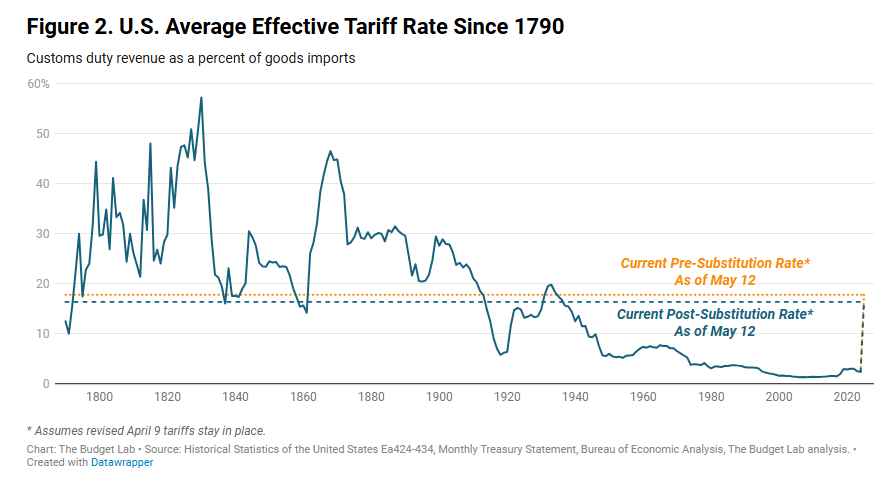 Figure 2. U.S. Average Effective Tariff Rate Since 1790
Customs duty revenue as a percent of goods imports
60%
50
40
30
20
10
0
Current Pre-Substitution Rate*
As of May 12
Current Post-Substitution Rate*
As of May 12
1800 1820 1840 1860 1880 1900 1920 1940 1960 1980 2000 2020
* Assumes revised April 9 tariffs stay in place.
Chart: The Budget Lab • Source: Historical Statistics of the United States Ea424-434, Monthly Treasury Statement, Bureau of Economic Analysis, The Budget Lab analysis. •
Created with Datawrapper